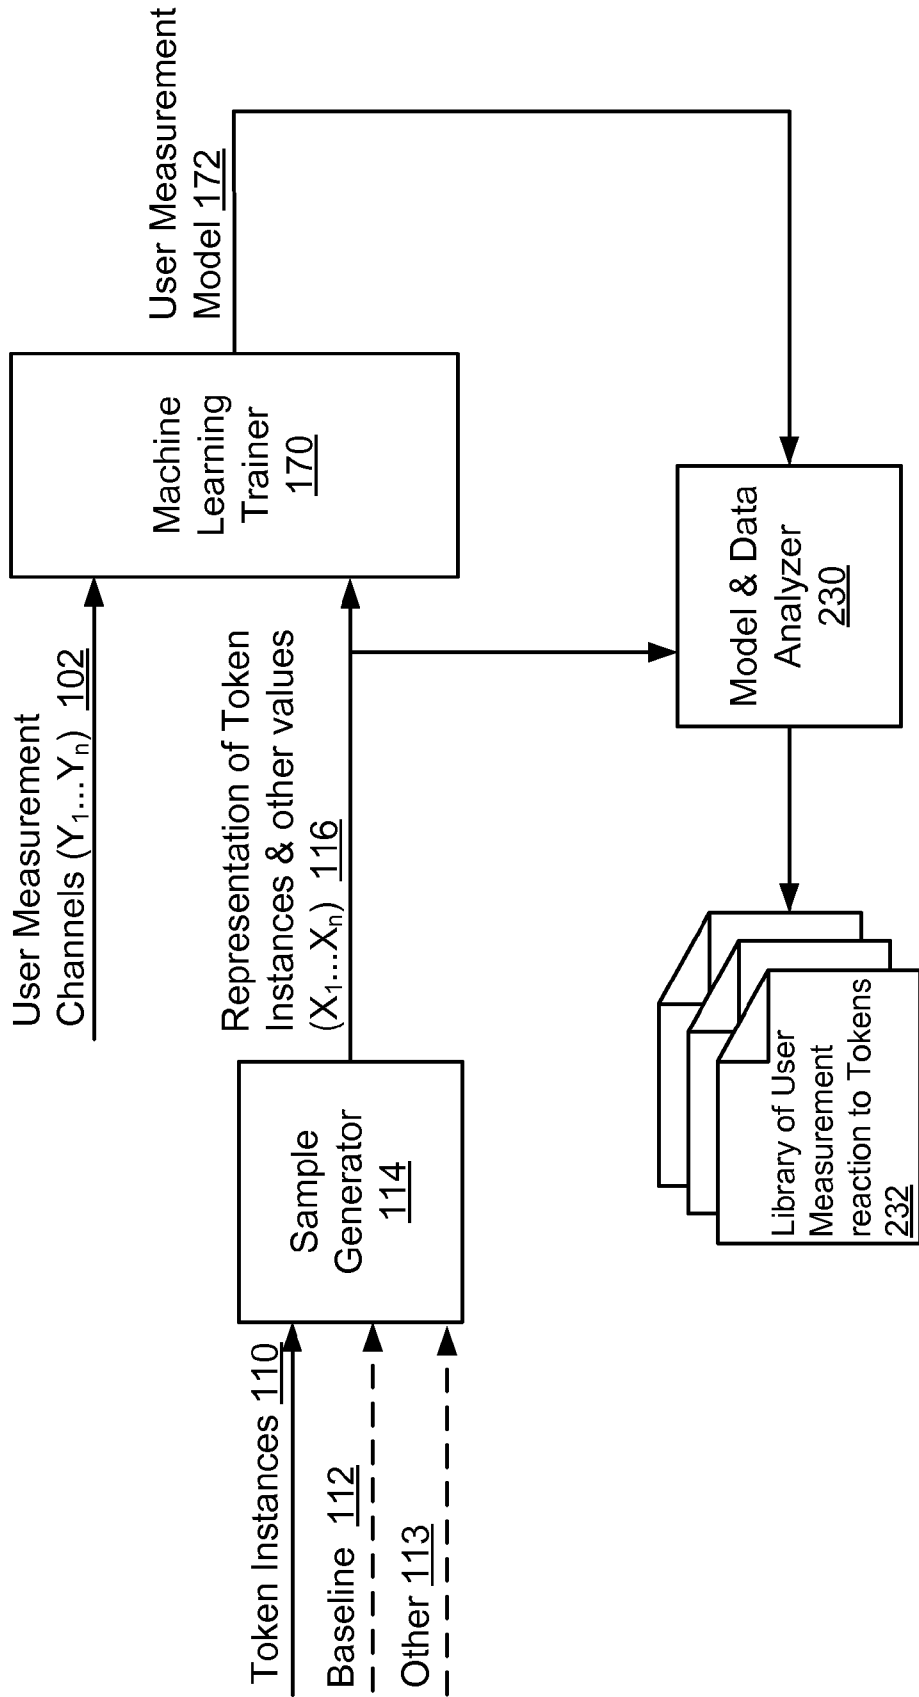 User Measurement
Channels (Y1...Yn) 102
Machine
Learning
Trainer
170
User Measurement
Model 172
Token Instances 110
Baseline 112
Other 113
Sample
Generator
114
Representation of Token
Instances & other values
(X1...Xn) 116
Model & Data
Analyzer
230
Library of User
Measurement
reaction to Tokens
232